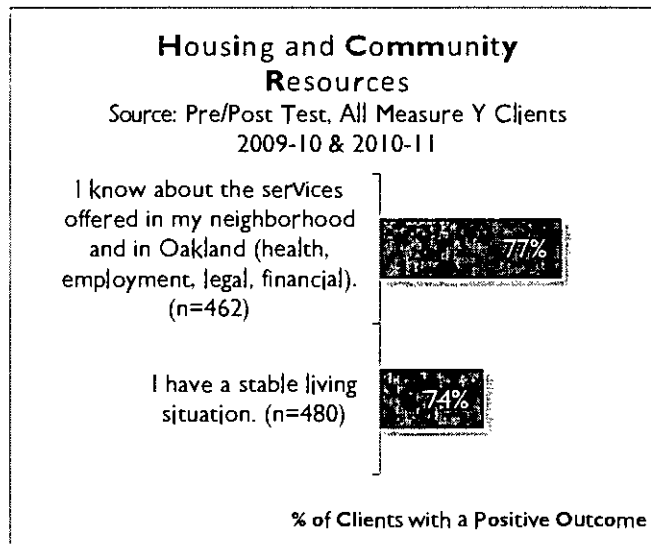 Housing and Community
Resources
Source: Pre/Post Test, All Measure Y Clients
2009-10 & 2010-11
I know about the services
offered in my neighborhood
and in Oakland (health,
employment, legal, financial).
(n=462)
77%
I have a stable living
situation. (n=480)
74%
% of Clients with a Positive Outcome